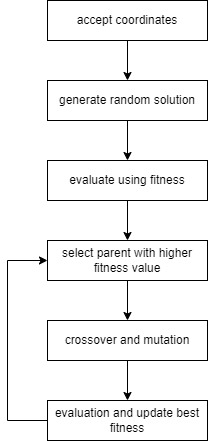 accept coordinates
generate random solution
evaluate using fitness
select parent with higher
fitness value
crossover and mutation
evaluation and update best
fitness